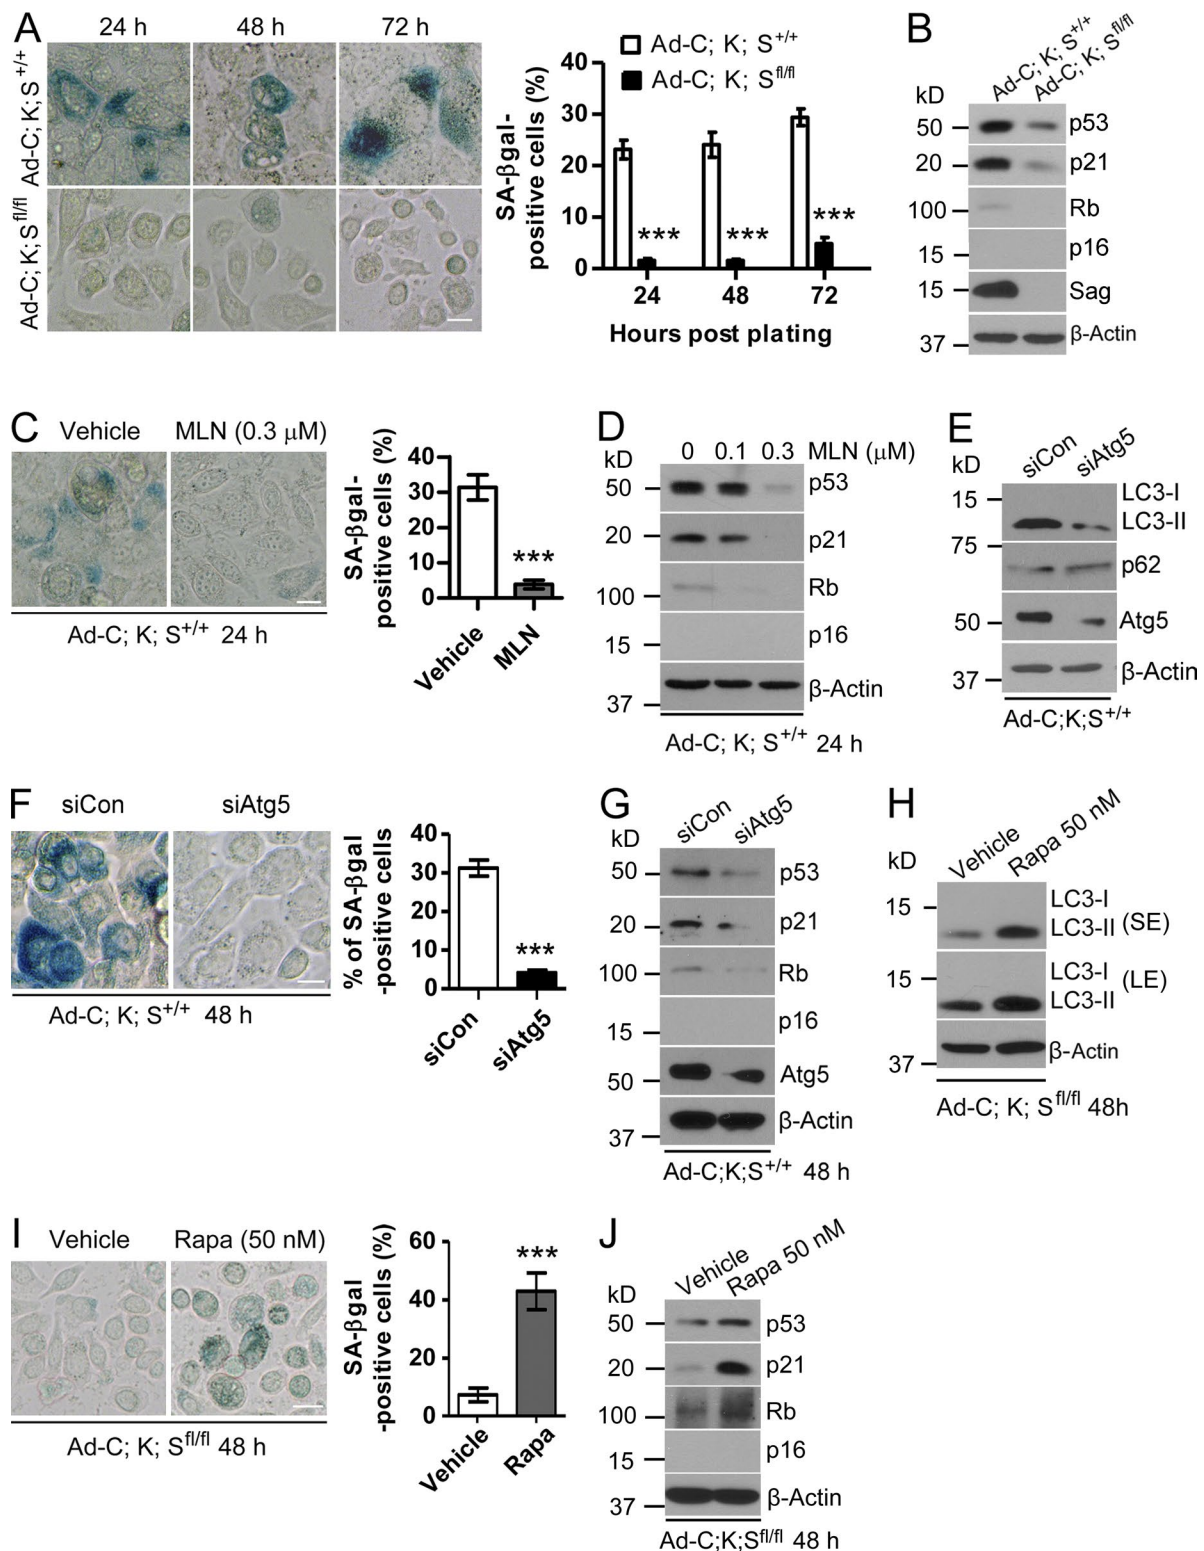 A
24 h 48 h 72 h
Ad-C; K; S+/+
Ad-C; K; Sfl/fl
SA-βgal-
positive cells (%)
40
30
20
10
0
Ad-C; K; S+/+
Ad-C; K; Sfl/fl
*** *** ***
24 48 72
Hours post plating
B
Ad-C; K; S+/+
Ad-C; K; Sfl/fl
kD
50 p53
20 p21
100 Rb
15 p16
15 Sag
37 β-Actin
C
Vehicle MLN (0.3 μM)
Ad-C; K; S+/+ 24 h
SA-βgal-
positive cells (%)
40
30
20
10
0
***
Vehicle MLN
D
kD 0 0.1 0.3 MLN (μM)
50 p53
20 p21
100 Rb
15 p16
37 β-Actin
Ad-C; K; S+/+ 24 h
E
kD siCon siAtg5
15 LC3-I
LC3-II
75 p62
50 Atg5
37 β-Actin
Ad-C;K;S+/+
F
siCon siAtg5
Ad-C; K; S+/+ 48 h
% of SA-βgal
-positive cells
40
30
20
10
0
***
siCon siAtg5
G
kD siCon siAtg5
50 p53
20 p21
100 Rb
15 p16
50 Atg5
37 β-Actin
Ad-C;K;S+/+ 48 h
H
kD Vehicle Rapa 50 nM
15 LC3-I
LC3-II (SE)
15 LC3-I
LC3-II (LE)
37 β-Actin
Ad-C; K; Sfl/fl 48h
I
Vehicle Rapa (50 nM)
Ad-C; K; Sfl/fl 48 h
SA-βgal
-positive cells (%)
60
40
20
0
***
Vehicle Rapa
J
kD Vehicle Rapa 50 nM
50 p53
20 p21
100 Rb
15 p16
37 β-Actin
Ad-C;K;Sfl/fl 48 h